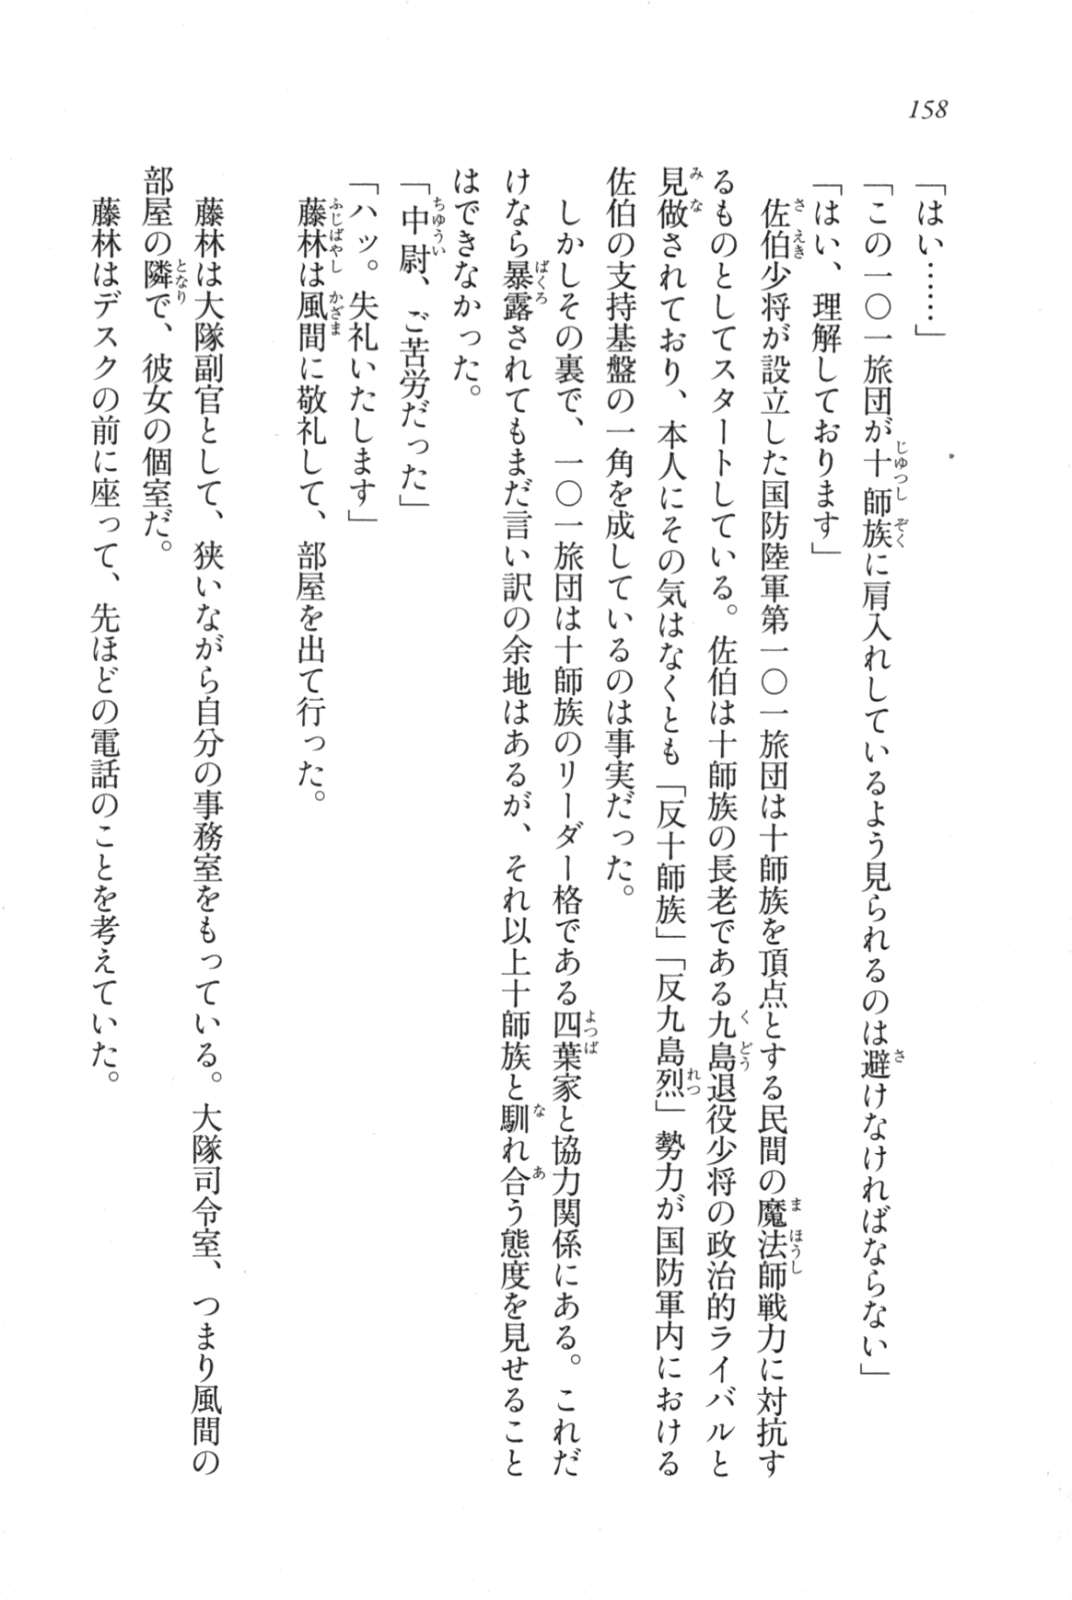 158
「はい……」
「この一〇一旅団が十師族に肩入れしているよう見られるのは避けなければならない」
「はい、理解しております」
　佐伯少将が設立した国防陸軍第一〇一旅団は十師族を頂点とする民間の魔法師戦力に対抗す
るものとしてスタートしている。佐伯は十師族の長老である九島退役少将の政治的ライバルと
見做されており、本人にその気はなくとも「反十師族」「反九島烈」勢力が国防軍内における
佐伯の支持基盤の一角を成しているのは事実だった。
　しかしその裏で、一〇一旅団は十師族のリーダー格である四葉家と協力関係にある。これだ
けなら暴露されてもまだ言い訳の余地はあるが、それ以上十師族と馴れ合う態度を見せること
はできなかった。
「中尉、ご苦労だった」
「ハッ。失礼いたします」
　藤林は風間に敬礼して、部屋を出て行った。
　藤林は大隊副官として、狭いながら自分の事務室をもっている。大隊司令室、つまり風間の
部屋の隣で、彼女の個室だ。
　藤林はデスクの前に座って、先ほどの電話のことを考えていた。